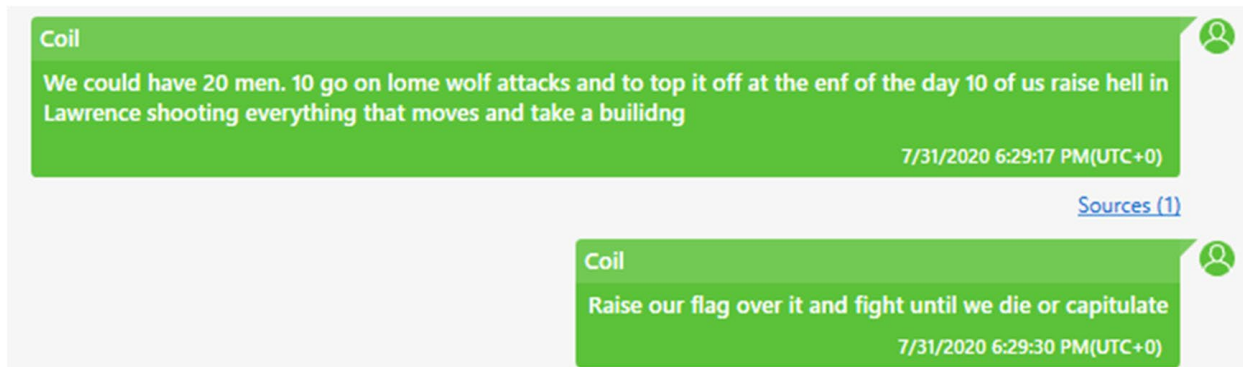 Coil
We could have 20 men. 10 go on lome wolf attacks and to top it off at the enf of the day 10 of us raise hell in
Lawrence shooting everything that moves and take a builidng
7/31/2020 6:29:17 PM(UTC+0)
Sources (1)
Coil
Raise our flag over it and fight until we die or capitulate
7/31/2020 6:29:30 PM(UTC+0)